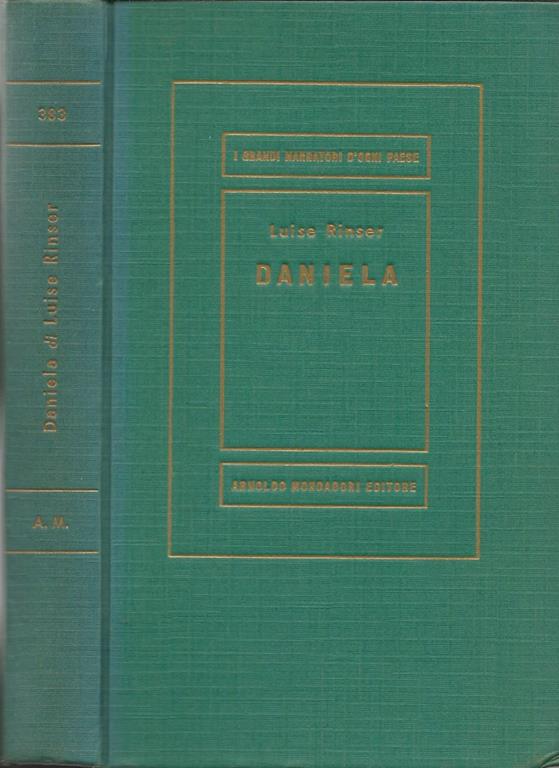 383
Daniela di Luise Rinser
A. M.
I GRANDI NARRATORI D'OGNI PAESE
Luise Rinser
DANIELA
ARNOLDO MONDADORI EDITORE